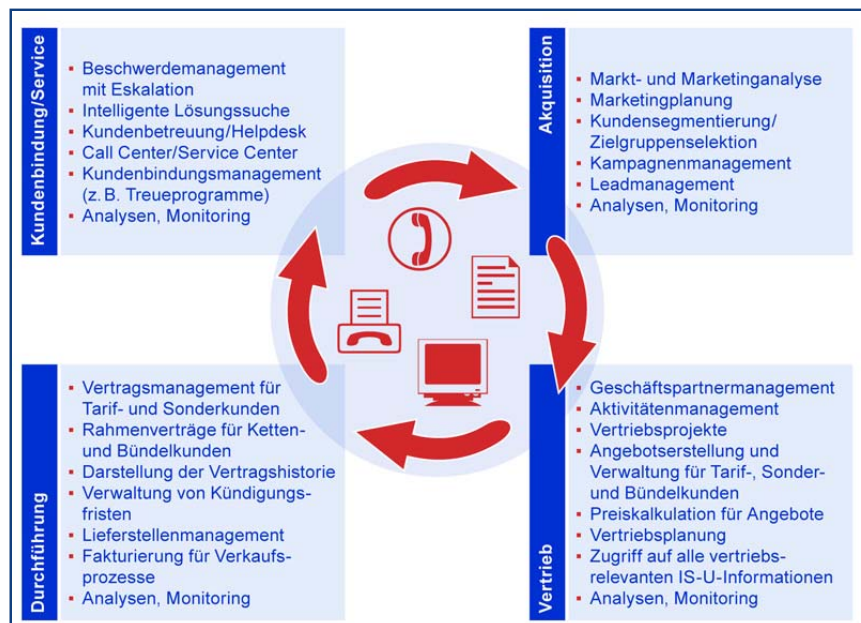 Kundenbindung/Service
Beschwerdemanagement
mit Eskalation
Intelligente Lösungssuche
Kundenbetreuung/Helpdesk
Call Center/Service Center
Kundenbindungsmanagement
(z. B. Treueprogramme)
Analysen, Monitoring
Akquisition
Markt- und Marketinganalyse
Marketingplanung
Kundensegmentierung/
Zielgruppenselektion
Kampagnenmanagement
Leadmanagement
Analysen, Monitoring
Durchführung
Vertragsmanagement für
Tarif- und Sonderkunden
Rahmenverträge für Ketten-
und Bündelkunden
Darstellung der Vertragshistorie
Verwaltung von Kündigungs-
fristen
Lieferstellenmanagement
Fakturierung für Verkaufs-
prozesse
Analysen, Monitoring
Vertrieb
Geschäftspartnermanagement
Aktivitätenmanagement
Vertriebsprojekte
Angebotserstellung und
Verwaltung für Tarif-, Sonder-
und Bündelkunden
Preiskalkulation für Angebote
Vertriebsplanung
Zugriff auf alle vertriebs-
relevanten IS-U-Informationen
Analysen, Monitoring